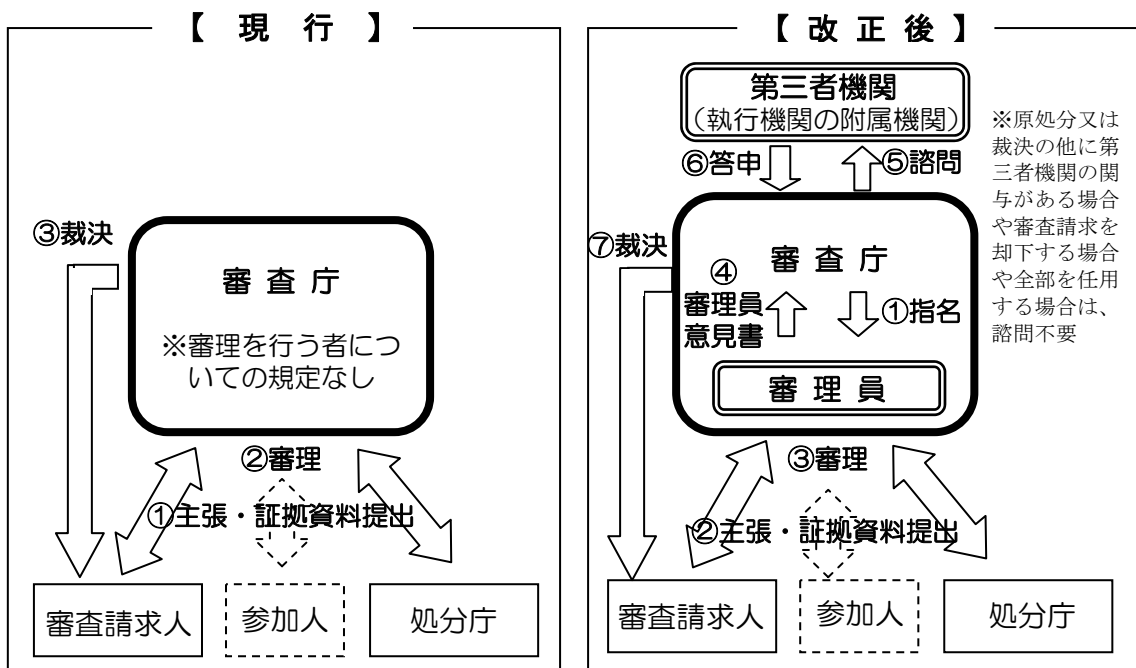 【 現 行 】
③裁決
審 査 庁
※審理を行う者につ
いての規定なし
②審理
①主張・証拠資料提出
審査請求人
参加人
処分庁
【 改 正 後 】
第三者機関
（執行機関の附属機関）
⑥答申
⑤諮問
※原処分又は
裁決の他に第
三者機関の関
与がある場合
や審査請求を
却下する場合
や全部を任用
する場合は、
諮問不要
⑦裁決
審 査 庁
④
審理員
意見書
①指名
審 理 員
③審理
②主張・証拠資料提出
審査請求人
参加人
処分庁